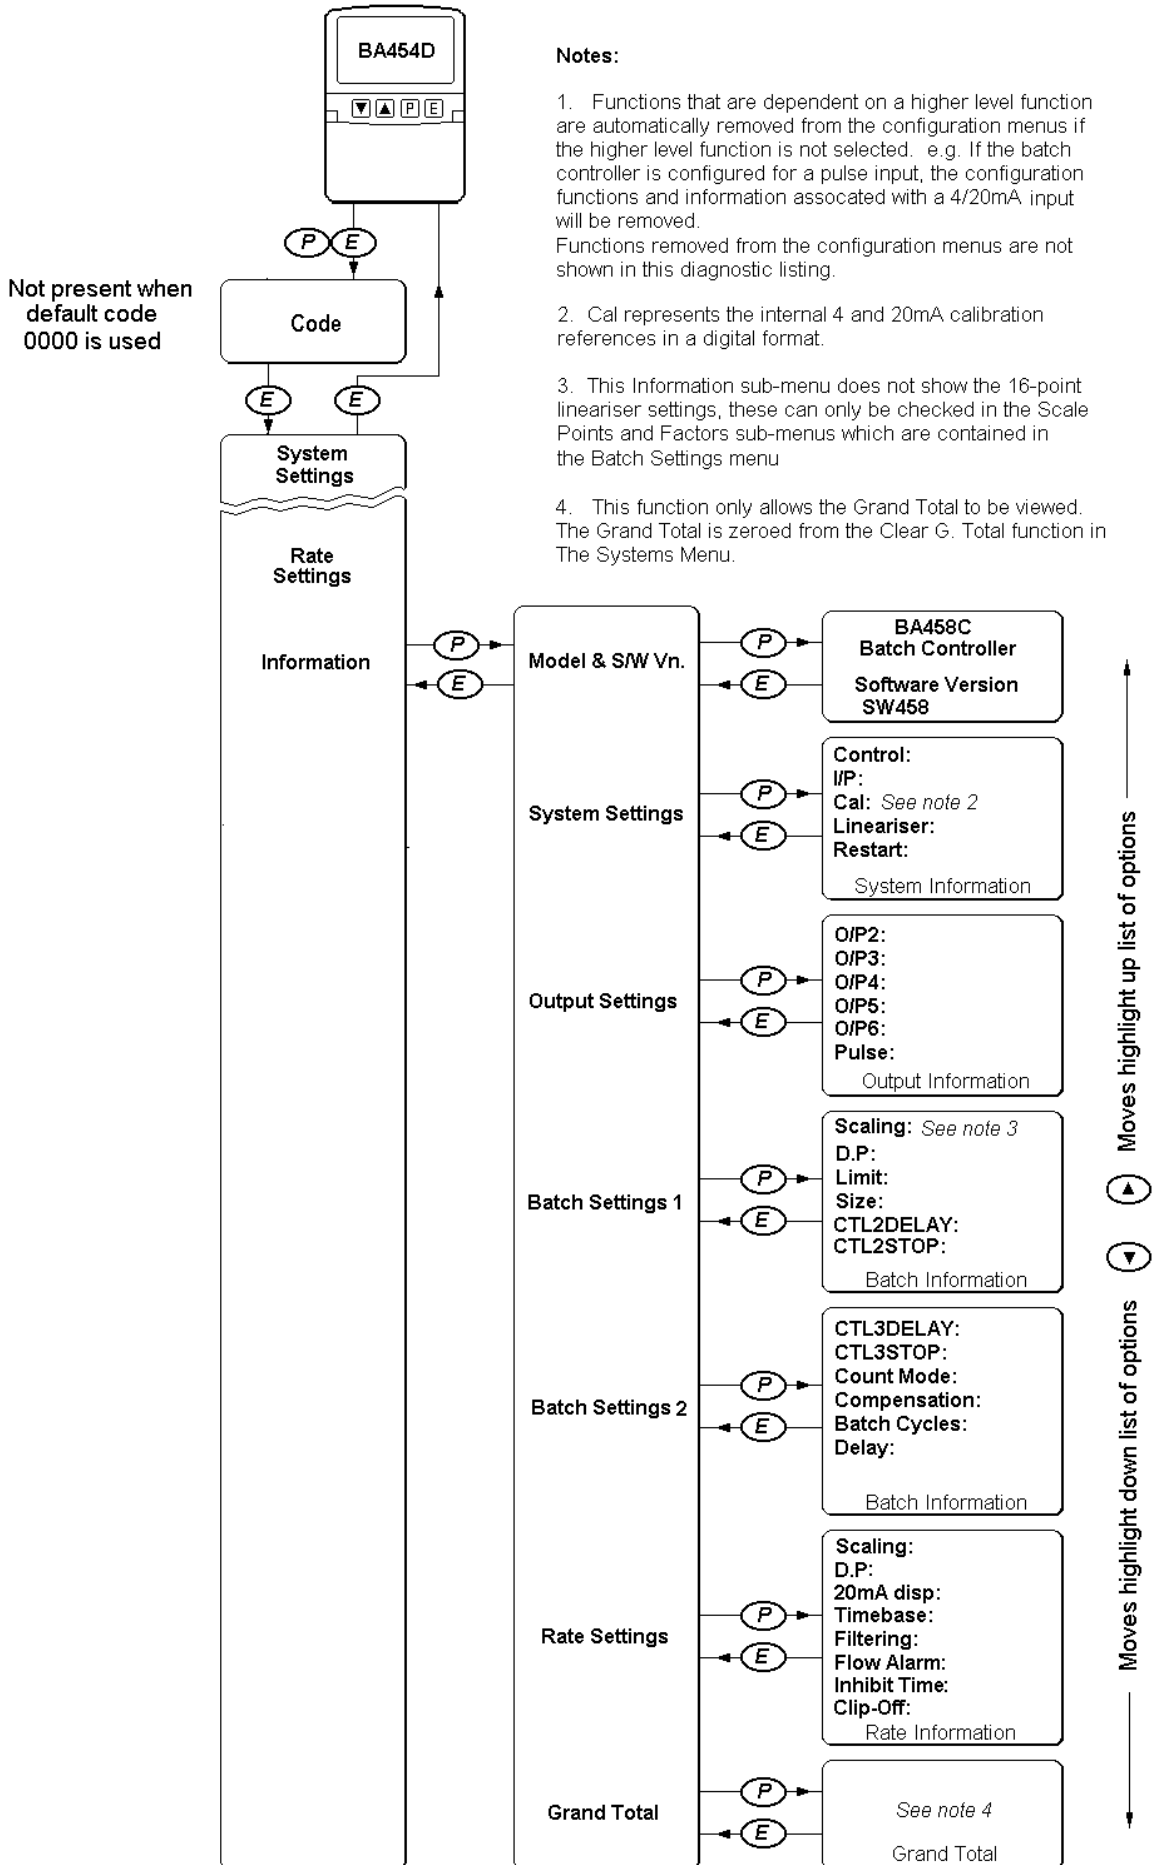 BA454D
▼ ▲ P E
Notes:
1. Functions that are dependent on a higher level function
are automatically removed from the configuration menus if
the higher level function is not selected. e.g. If the batch
controller is configured for a pulse input, the configuration
functions and information assocated with a 4/20mA input
will be removed.
Functions removed from the configuration menus are not
shown in this diagnostic listing.
2. Cal represents the internal 4 and 20mA calibration
references in a digital format.
3. This Information sub-menu does not show the 16-point
lineariser settings, these can only be checked in the Scale
Points and Factors sub-menus which are contained in
the Batch Settings menu
4. This function only allows the Grand Total to be viewed.
The Grand Total is zeroed from the Clear G. Total function in
The Systems Menu.
P E
Not present when
default code
0000 is used
Code
E E
System
Settings
Rate
Settings
Information
P
E
Model & S/W Vn.
P
E
BA458C
Batch Controller
Software Version
SW458
System Settings
P
E
Control:
I/P:
Cal: See note 2
Lineariser:
Restart:
System Information
Output Settings
P
E
O/P2:
O/P3:
O/P4:
O/P5:
O/P6:
Pulse:
Output Information
Batch Settings 1
P
E
Scaling: See note 3
D.P:
Limit:
Size:
CTL2DELAY:
CTL2STOP:
Batch Information
Batch Settings 2
P
E
CTL3DELAY:
CTL3STOP:
Count Mode:
Compensation:
Batch Cycles:
Delay:
Batch Information
Rate Settings
P
E
Scaling:
D.P:
20mA disp:
Timebase:
Filtering:
Flow Alarm:
Inhibit Time:
Clip-Off:
Rate Information
Grand Total
P
E
See note 4
Grand Total
Moves highlight up list of options
▲
▼
Moves highlight down list of options